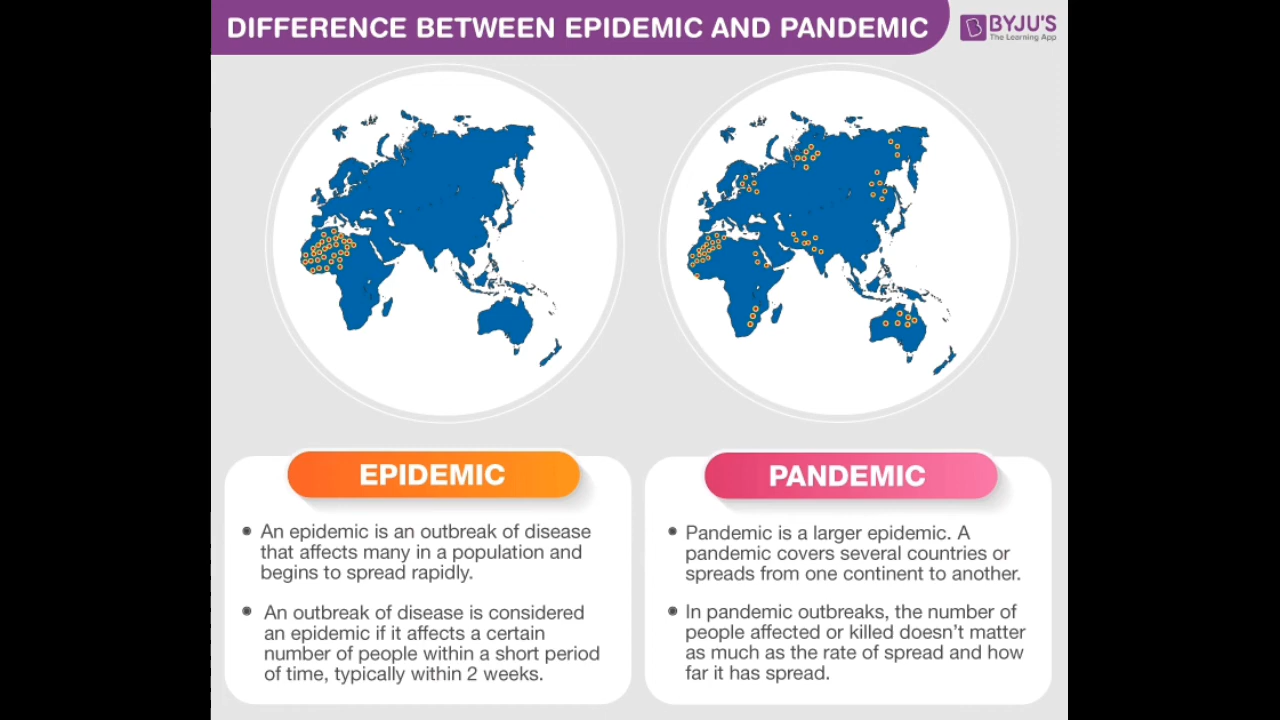 DIFFERENCE BETWEEN EPIDEMIC AND PANDEMIC
BYJU'S
The Learning App
EPIDEMIC
An epidemic is an outbreak of disease
that affects many in a population and
begins to spread rapidly.
An outbreak of disease is considered
an epidemic if it affects a certain
number of people within a short period
of time, typically within 2 weeks.
PANDEMIC
Pandemic is a larger epidemic. A
pandemic covers several countries or
spreads from one continent to another.
In pandemic outbreaks, the number of
people affected or killed doesn’t matter
as much as the rate of spread and how
far it has spread.